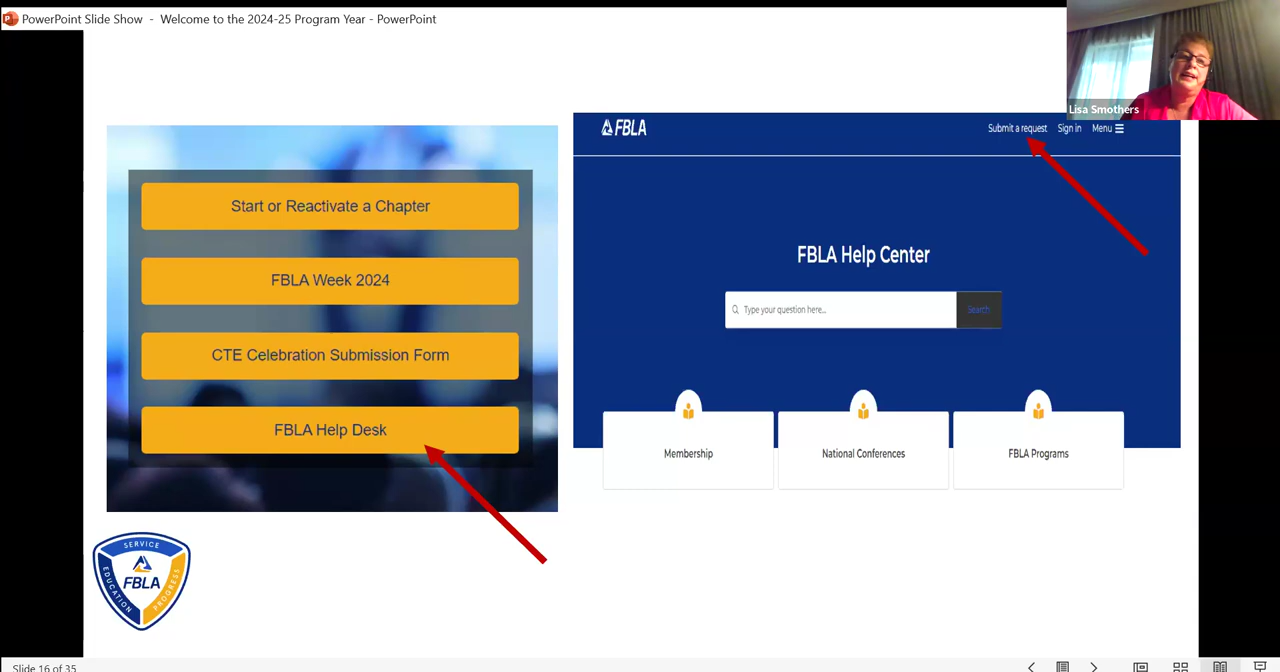 PowerPoint Slide Show - Welcome to the 2024-25 Program Year - PowerPoint
Lisa Smothers
Start or Reactivate a Chapter
FBLA Week 2024
CTE Celebration Submission Form
FBLA Help Desk
FBLA
Submit a request Sign in Menu
FBLA Help Center
Type your question here...
Search
Membership
National Conferences
FBLA Programs
SERVICE
EDUCATION
PROGRESS
FBLA
Slide 16 of 35